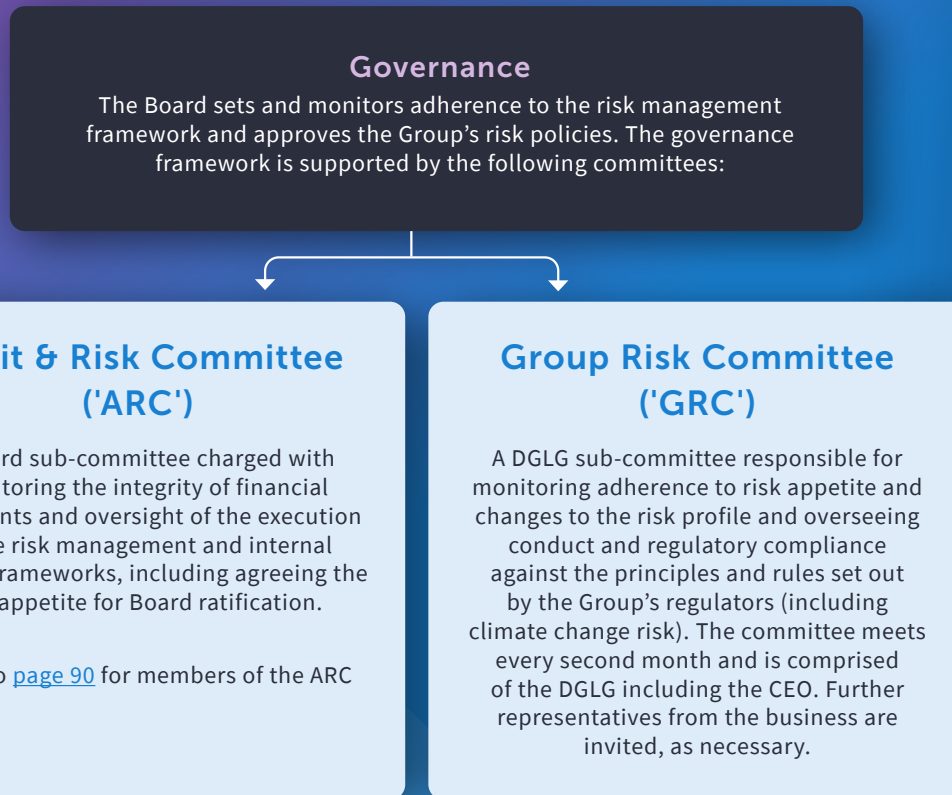 Governance
The Board sets and monitors adherence to the risk management
framework and approves the Group’s risk policies. The governance
framework is supported by the following committees:
it & Risk Committee
('ARC')
rd sub-committee charged with
toring the integrity of financial
nts and oversight of the execution
e risk management and internal
rameworks, including agreeing the
appetite for Board ratification.
o page 90 for members of the ARC
Group Risk Committee
('GRC')
A DGLG sub-committee responsible for
monitoring adherence to risk appetite and
changes to the risk profile and overseeing
conduct and regulatory compliance
against the principles and rules set out
by the Group’s regulators (including
climate change risk). The committee meets
every second month and is comprised
of the DGLG including the CEO. Further
representatives from the business are
invited, as necessary.